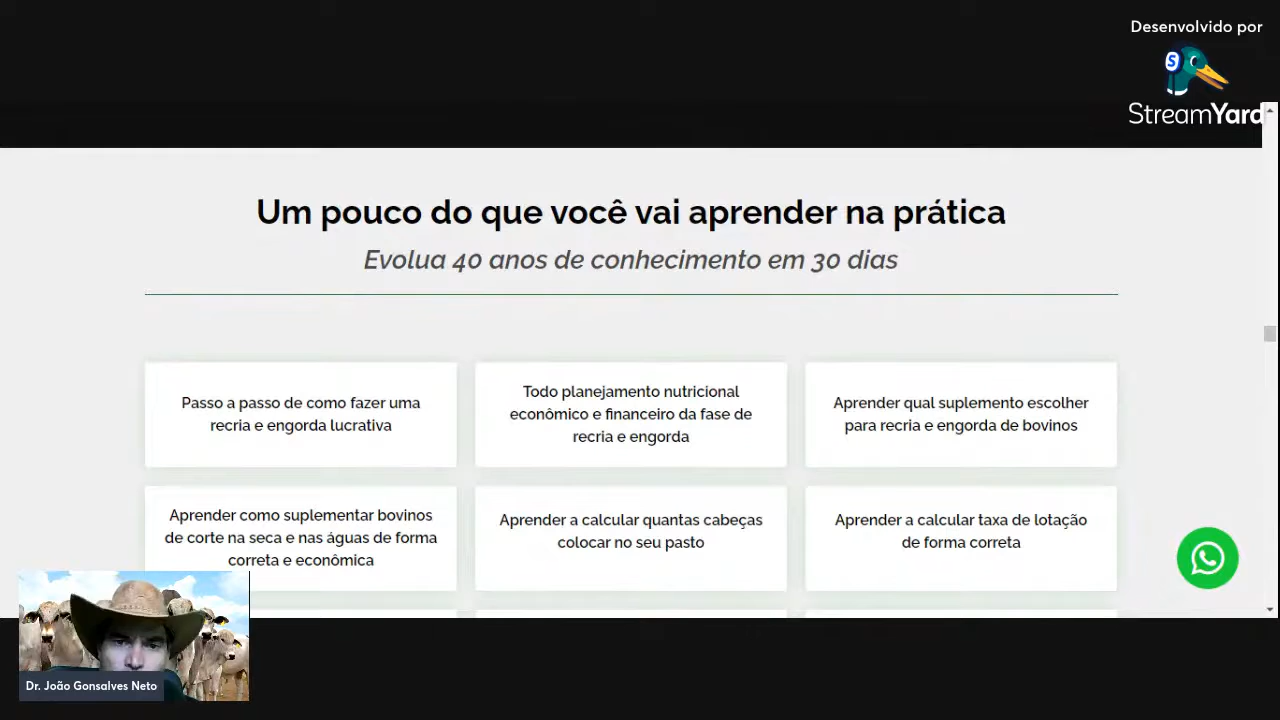 Desenvolvido por
StreamYard
Um pouco do que você vai aprender na prática
Evolua 40 anos de conhecimento em 30 dias
Passo a passo de como fazer uma
recria e engorda lucrativa
Todo planejamento nutricional
econômico e financeiro da fase de
recria e engorda
Aprender qual suplemento escolher
para recria e engorda de bovinos
Aprender como suplementar bovinos
de corte na seca e nas águas de forma
correta e econômica
Aprender a calcular quantas cabeças
colocar no seu pasto
Aprender a calcular taxa de lotação
de forma correta
Dr. João Gonsalves Neto